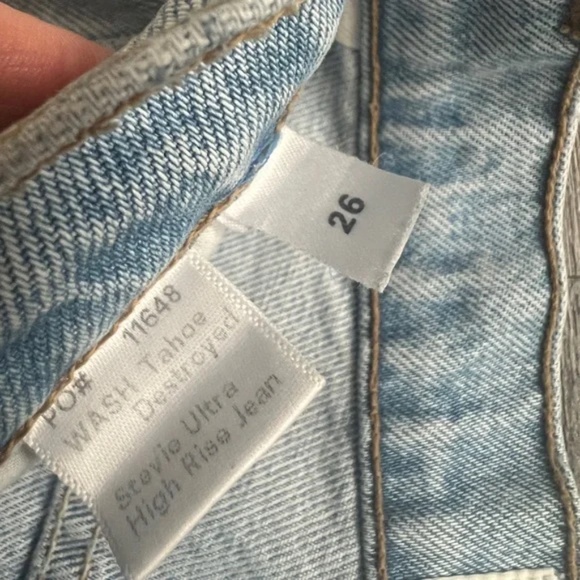 26
PO# 11648
WASH Tahoe
Destroyed
Stevie Ultra
High Rise Jean